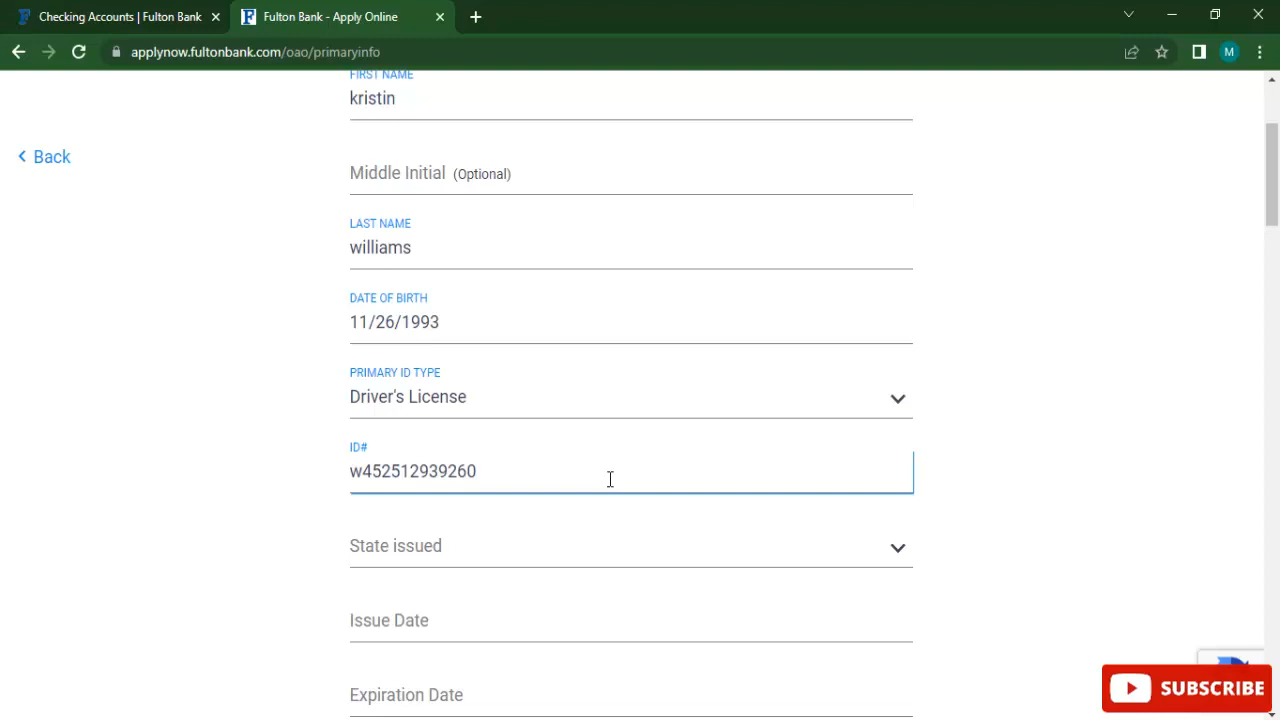 Checking Accounts | Fulton Bank
Fulton Bank - Apply Online
applynow.fultonbank.com/oao/primaryinfo
M
FIRST NAME
kristin
Back
Middle Initial (Optional)
LAST NAME
williams
DATE OF BIRTH
11/26/1993
PRIMARY ID TYPE
Driver's License
ID#
w452512939260
State issued
Issue Date
Expiration Date
SUBSCRIBE